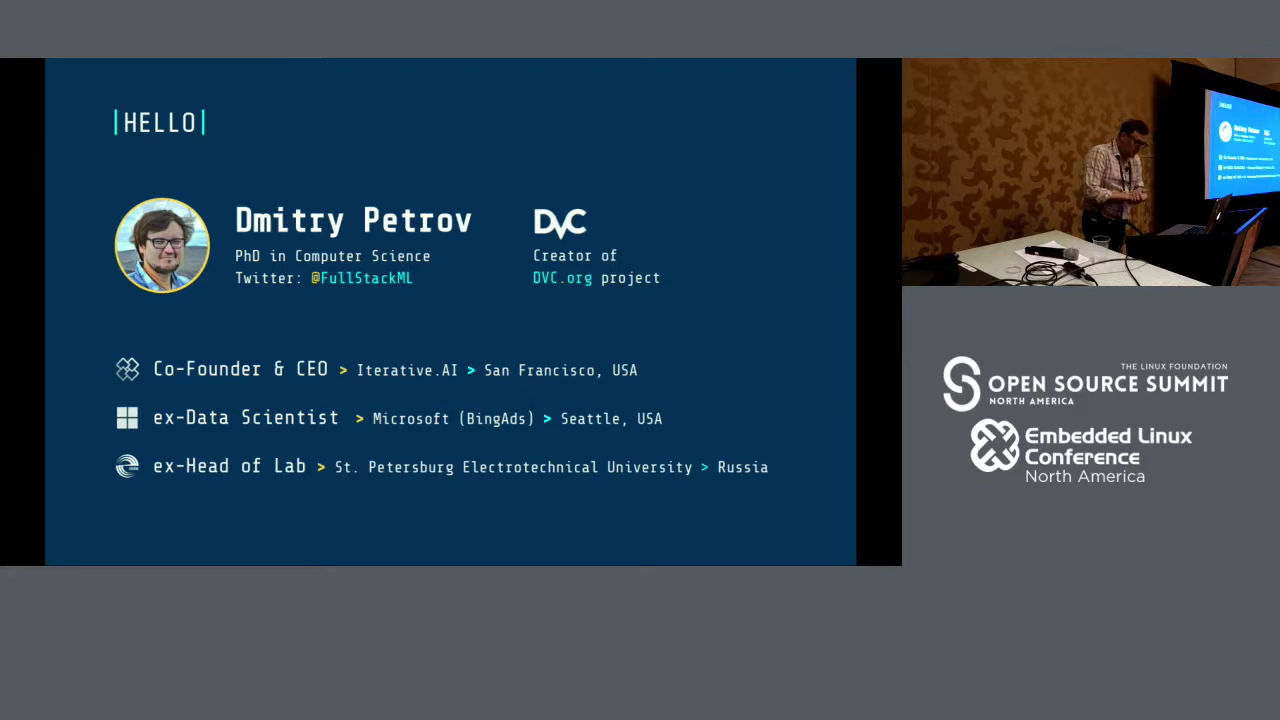 |HELLO|
Dmitry Petrov
PhD in Computer Science
Twitter: @FullStackML
DVC
Creator of
DVC.org project
Co-Founder & CEO > Iterative.AI > San Francisco, USA
ex-Data Scientist > Microsoft (BingAds) > Seattle, USA
ex-Head of Lab > St. Petersburg Electrotechnical University > Russia
THE LINUX FOUNDATION
OPEN SOURCE SUMMIT
NORTH AMERICA
Embedded Linux
Conference
North America